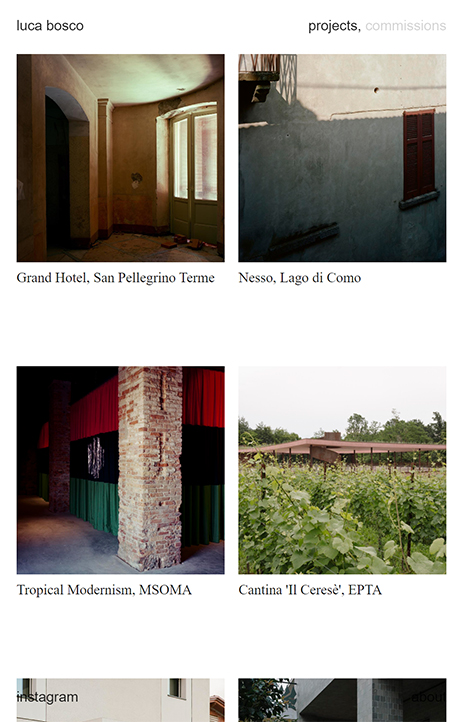 luca bosco
projects, commissions
Grand Hotel, San Pellegrino Terme
Nesso, Lago di Como
Tropical Modernism, MSOMA
Cantina 'Il Ceresè', EPTA
instagram
about